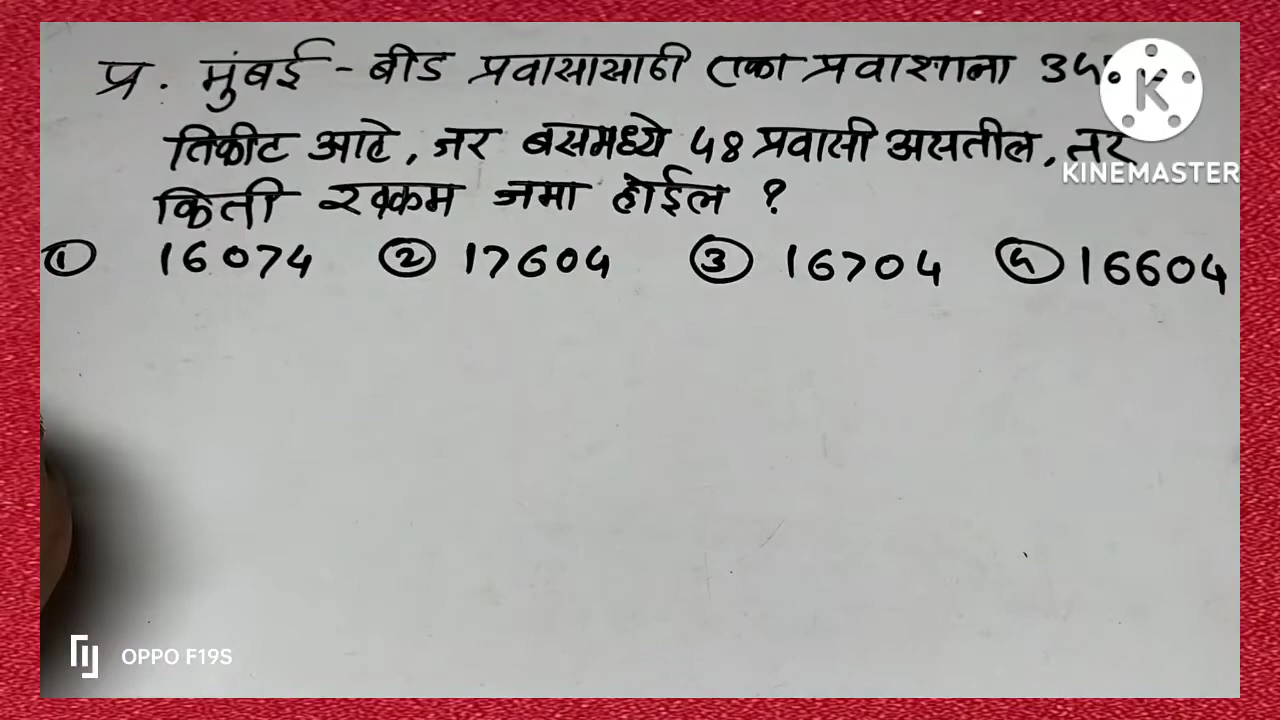 प्र. मुंबई - बीड प्रवासासाठी एका प्रवाशाला
तिकीट आहे, जर बसमध्ये 48 प्रवासी असतील, तर
किती रक्कम जमा होईल ?
① 16074 ② 17604 ③ 16704 ④ 16604
K
KINEMASTER
OPPO F19S